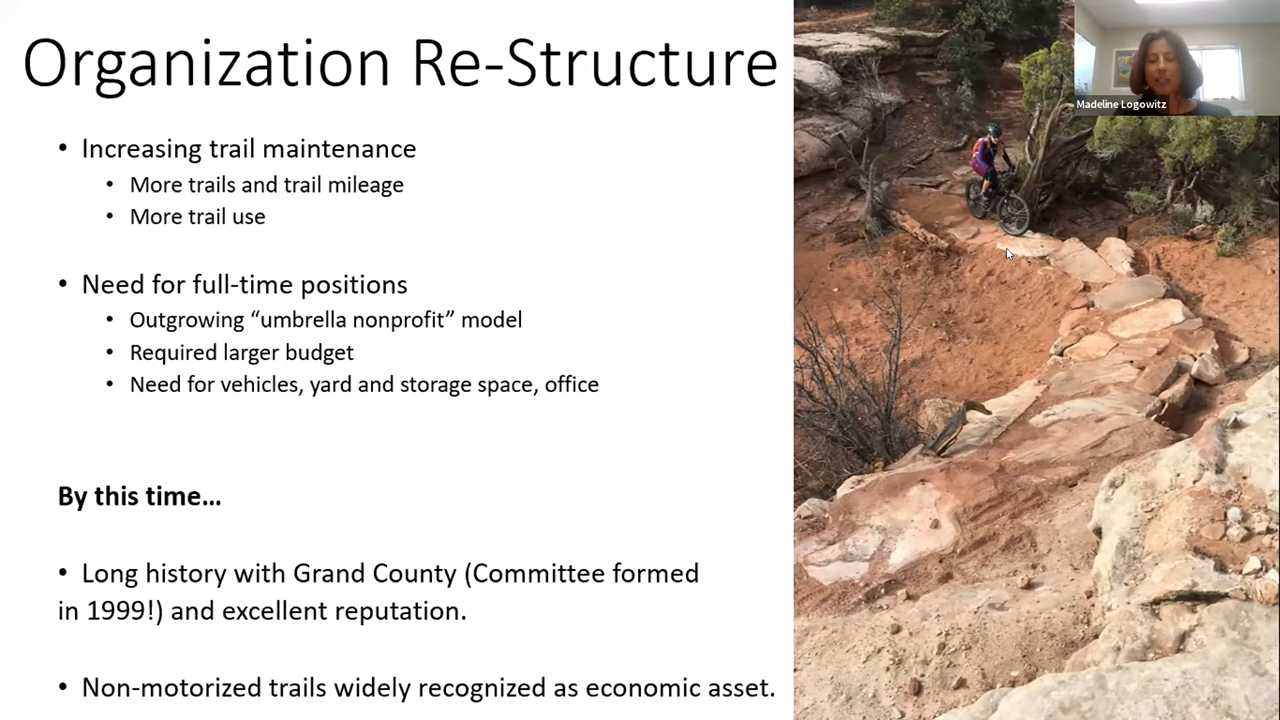 Organization Re-Structure
Madeline Logowitz
• Increasing trail maintenance
• More trails and trail mileage
• More trail use
• Need for full-time positions
• Outgrowing “umbrella nonprofit” model
• Required larger budget
• Need for vehicles, yard and storage space, office
By this time…
• Long history with Grand County (Committee formed
in 1999!) and excellent reputation.
• Non-motorized trails widely recognized as economic asset.